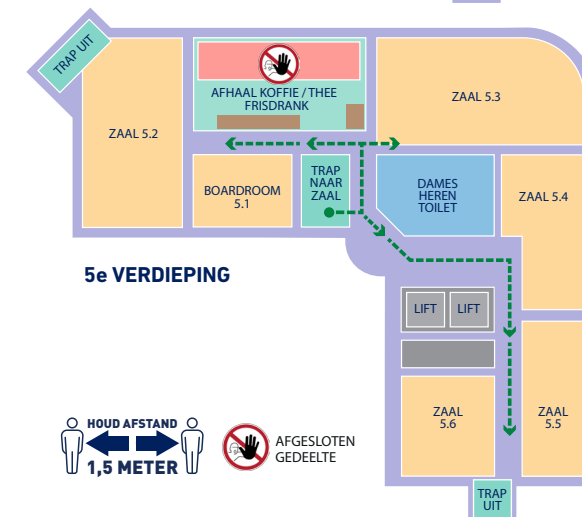 TRAP UIT
ZAAL 5.2
AFHAAL KOFFIE / THEE
FRISDRANK
ZAAL 5.3
BOARDROOM
5.1
TRAP
NAAR
ZAAL
DAMES
HEREN
TOILET
ZAAL 5.4
5e VERDIEPING
LIFT
LIFT
ZAAL
5.6
ZAAL
5.5
HOUD AFSTAND
1,5 METER
AFGESLOTEN
GEDEELTE
TRAP
UIT